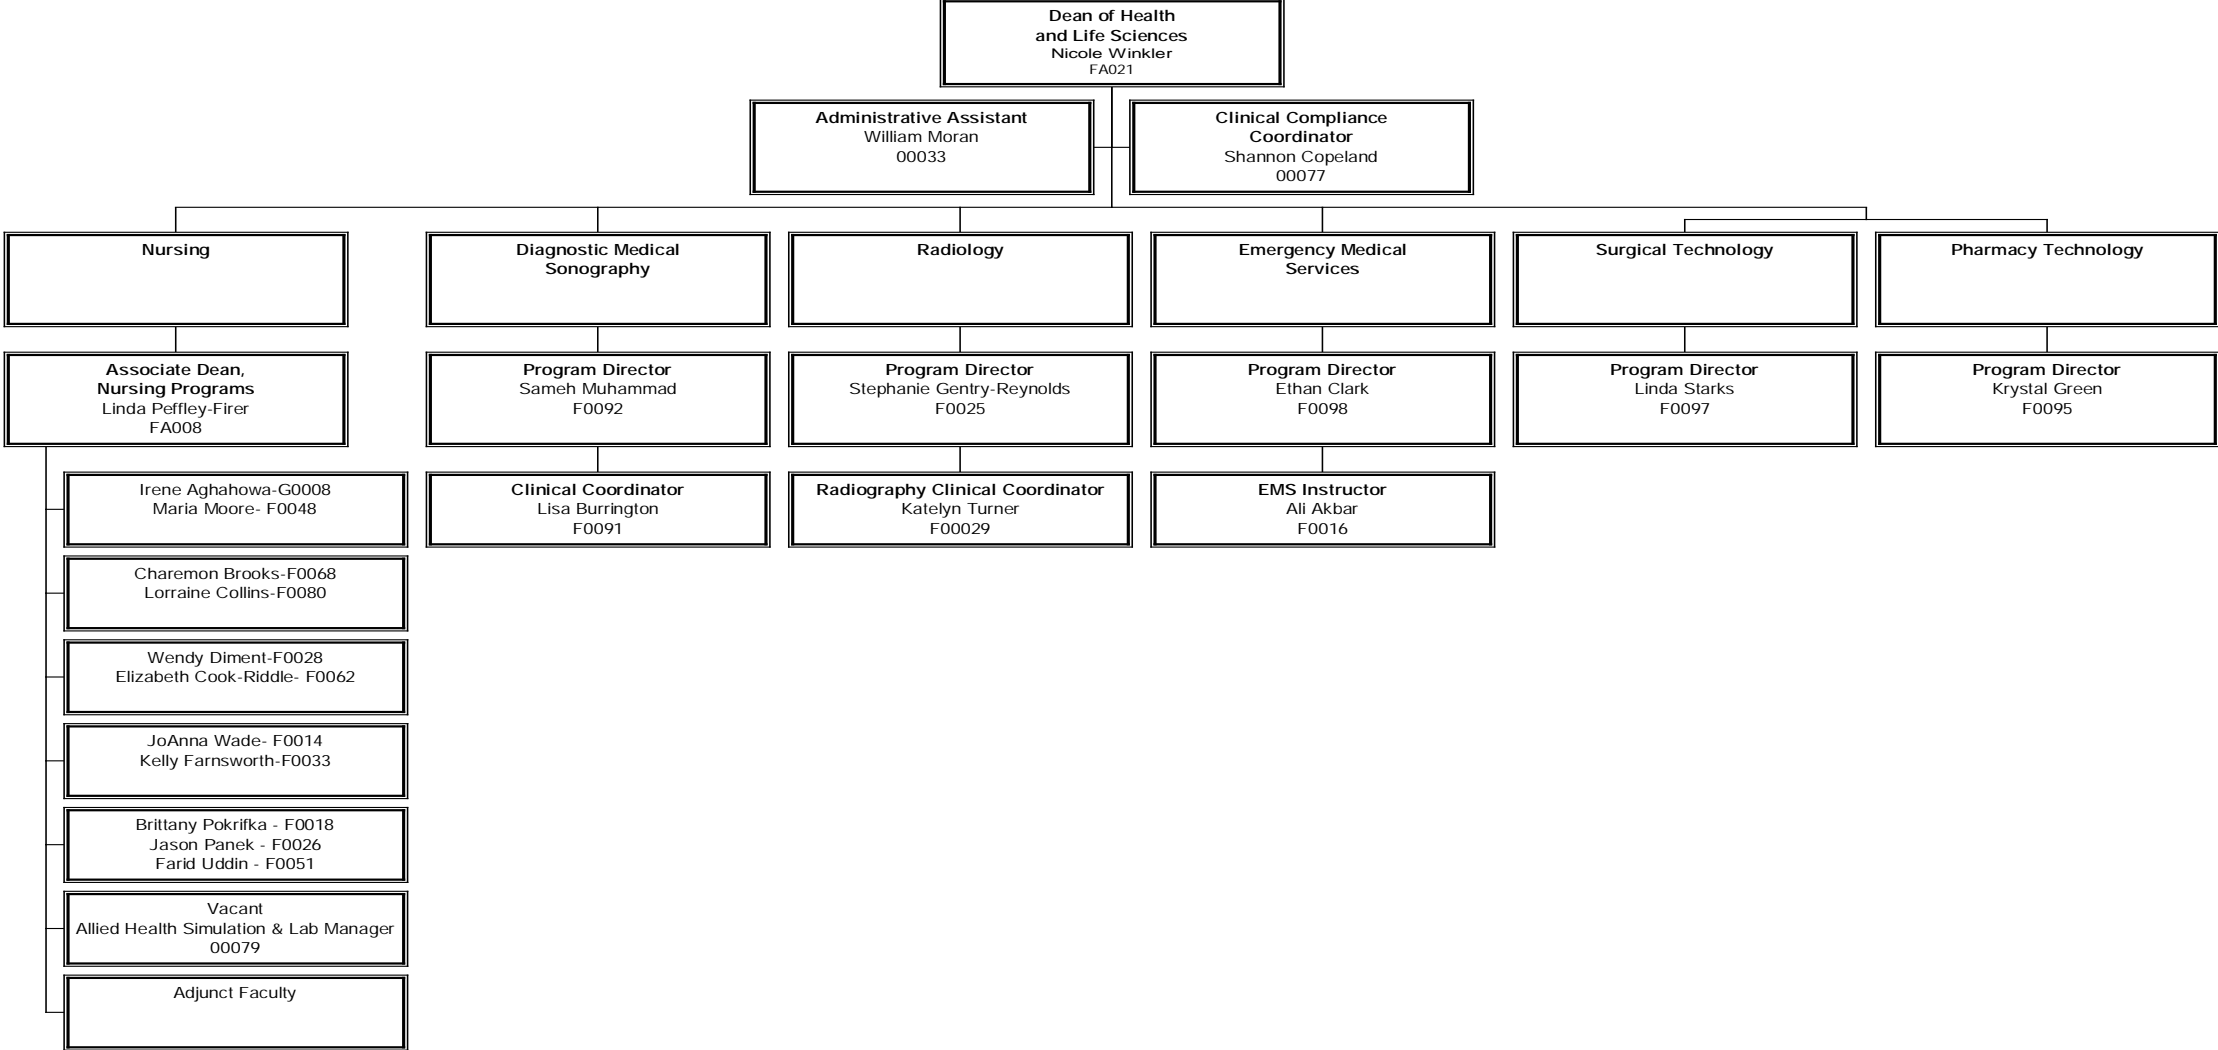 Dean of Health
and Life Sciences
Nicole Winkler
FA021
Administrative Assistant
William Moran
00033
Clinical Compliance
Coordinator
Shannon Copeland
00077
Nursing
Diagnostic Medical
Sonography
Radiology
Emergency Medical
Services
Surgical Technology
Pharmacy Technology
Associate Dean,
Nursing Programs
Linda Peffley-Firer
FA008
Program Director
Sameh Muhammad
F0092
Program Director
Stephanie Gentry-Reynolds
F0025
Program Director
Ethan Clark
F0098
Program Director
Linda Starks
F0097
Program Director
Krystal Green
F0095
Irene Aghahowa-G0008
Maria Moore- F0048
Clinical Coordinator
Lisa Burrington
F0091
Radiography Clinical Coordinator
Katelyn Turner
F00029
EMS Instructor
Ali Akbar
F0016
Charemon Brooks-F0068
Lorraine Collins-F0080
Wendy Diment-F0028
Elizabeth Cook-Riddle- F0062
JoAnna Wade- F0014
Kelly Farnsworth-F0033
Brittany Pokrifka - F0018
Jason Panek - F0026
Farid Uddin - F0051
Vacant
Allied Health Simulation & Lab Manager
00079
Adjunct Faculty